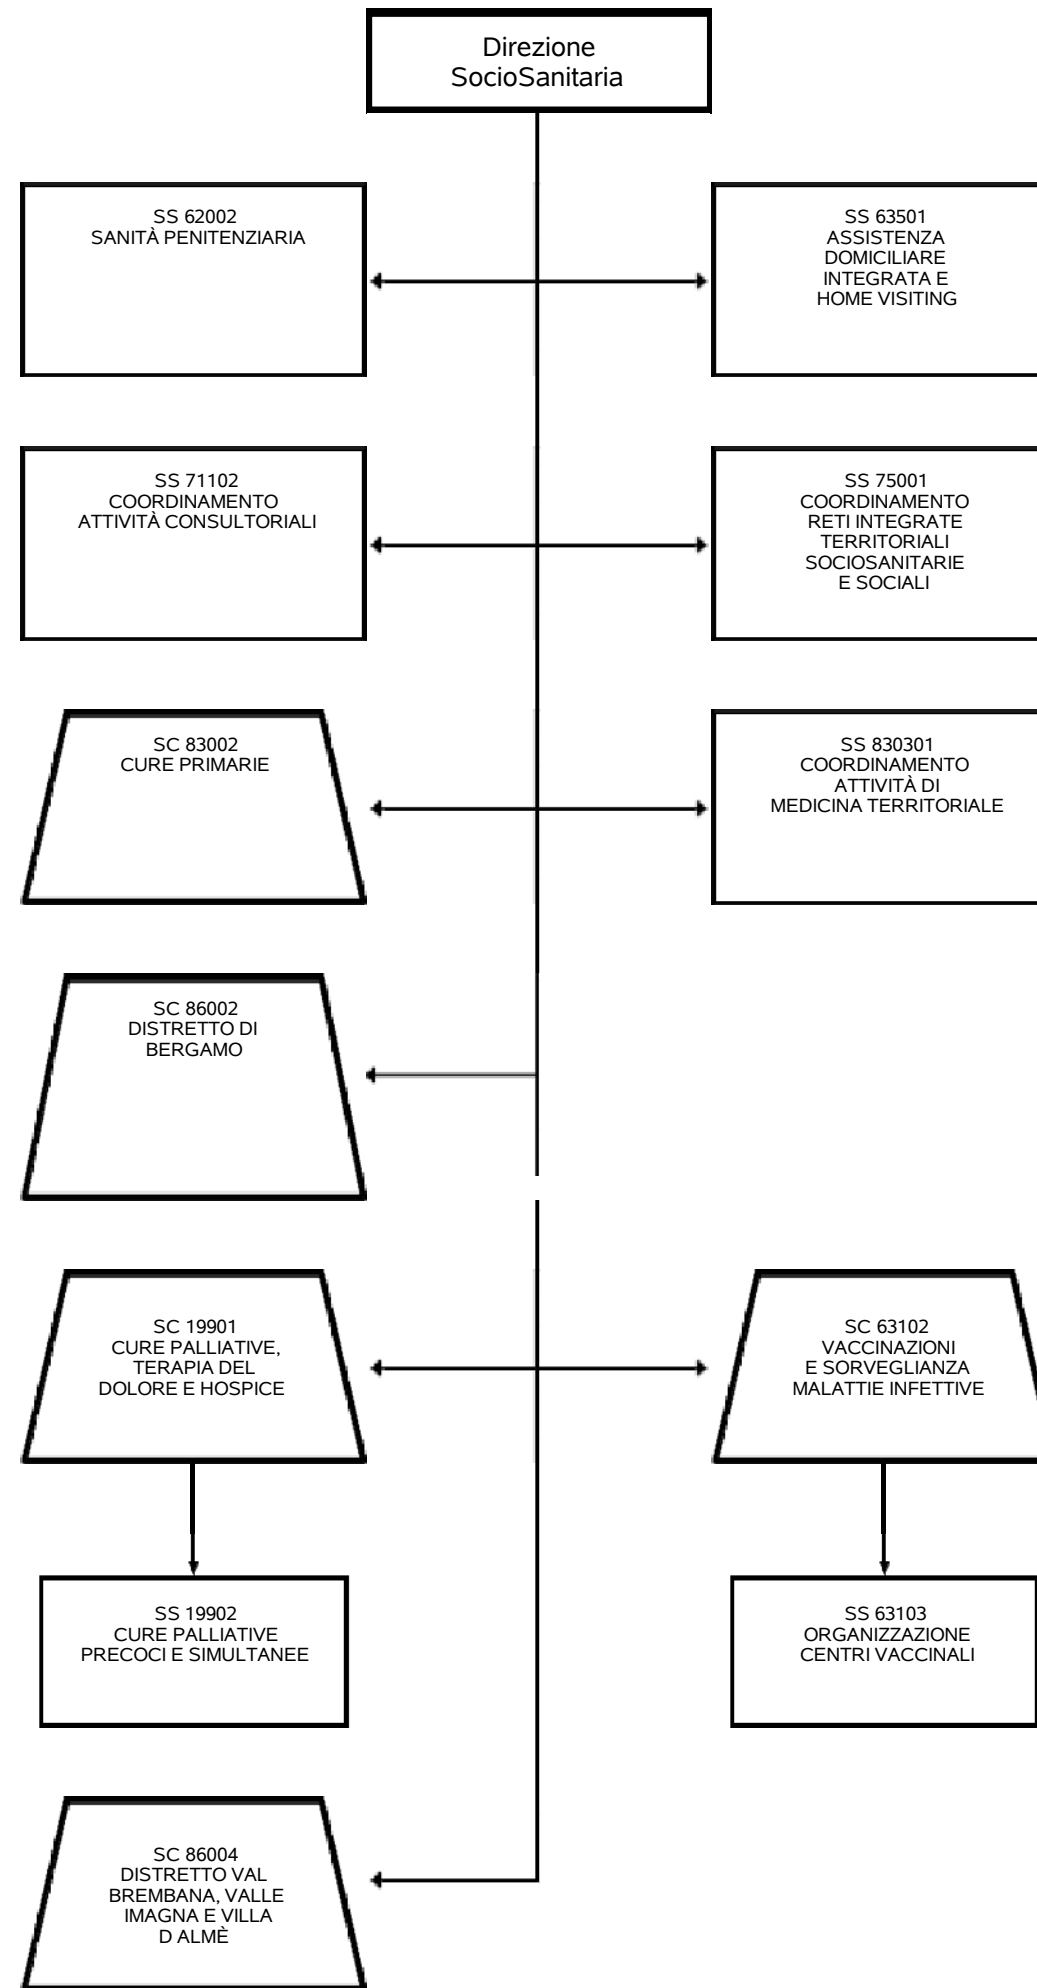 Direzione
SocioSanitaria
SS 62002
SANITÀ PENITENZIARIA
SS 63501
ASSISTENZA
DOMICILIARE
INTEGRATA E
HOME VISITING
SS 71102
COORDINAMENTO
ATTIVITÀ CONSULTORIALI
SS 75001
COORDINAMENTO
RETI INTEGRATE
TERRITORIALI
SOCIOSANITARIE
E SOCIALI
SC 83002
CURE PRIMARIE
SS 830301
COORDINAMENTO
ATTIVITÀ DI
MEDICINA TERRITORIALE
SC 86002
DISTRETTO DI
BERGAMO
SC 19901
CURE PALLIATIVE,
TERAPIA DEL
DOLORE E HOSPICE
SC 63102
VACCINAZIONI
E SORVEGLIANZA
MALATTIE INFETTIVE
SS 19902
CURE PALLIATIVE
PRECOCI E SIMULTANEE
SS 63103
ORGANIZZAZIONE
CENTRI VACCINALI
SC 86004
DISTRETTO VAL
BREMBANA, VALLE
IMAGNA E VILLA
D ALMÈ